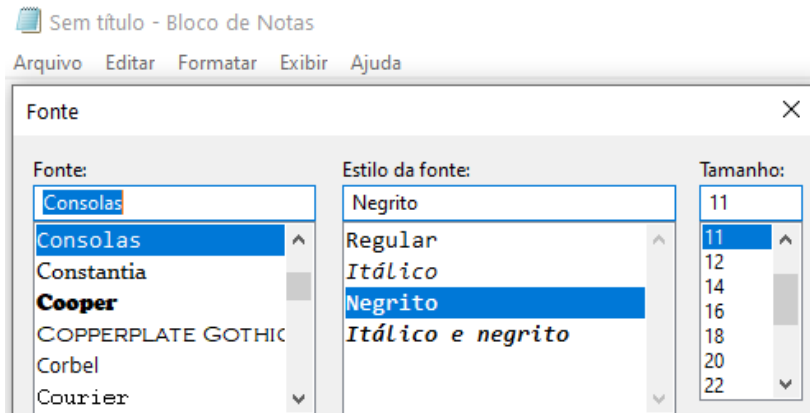 Sem título - Bloco de Notas
Arquivo Editar Formatar Exibir Ajuda
Fonte
Fonte:
Consolas
Consolas
Constantia
Cooper
COPPERPLATE GOTHIC
Corbel
Courier
Estilo da fonte:
Negrito
Regular
Itálico
Negrito
Itálico e negrito
Tamanho:
11
11
12
14
16
18
20
22